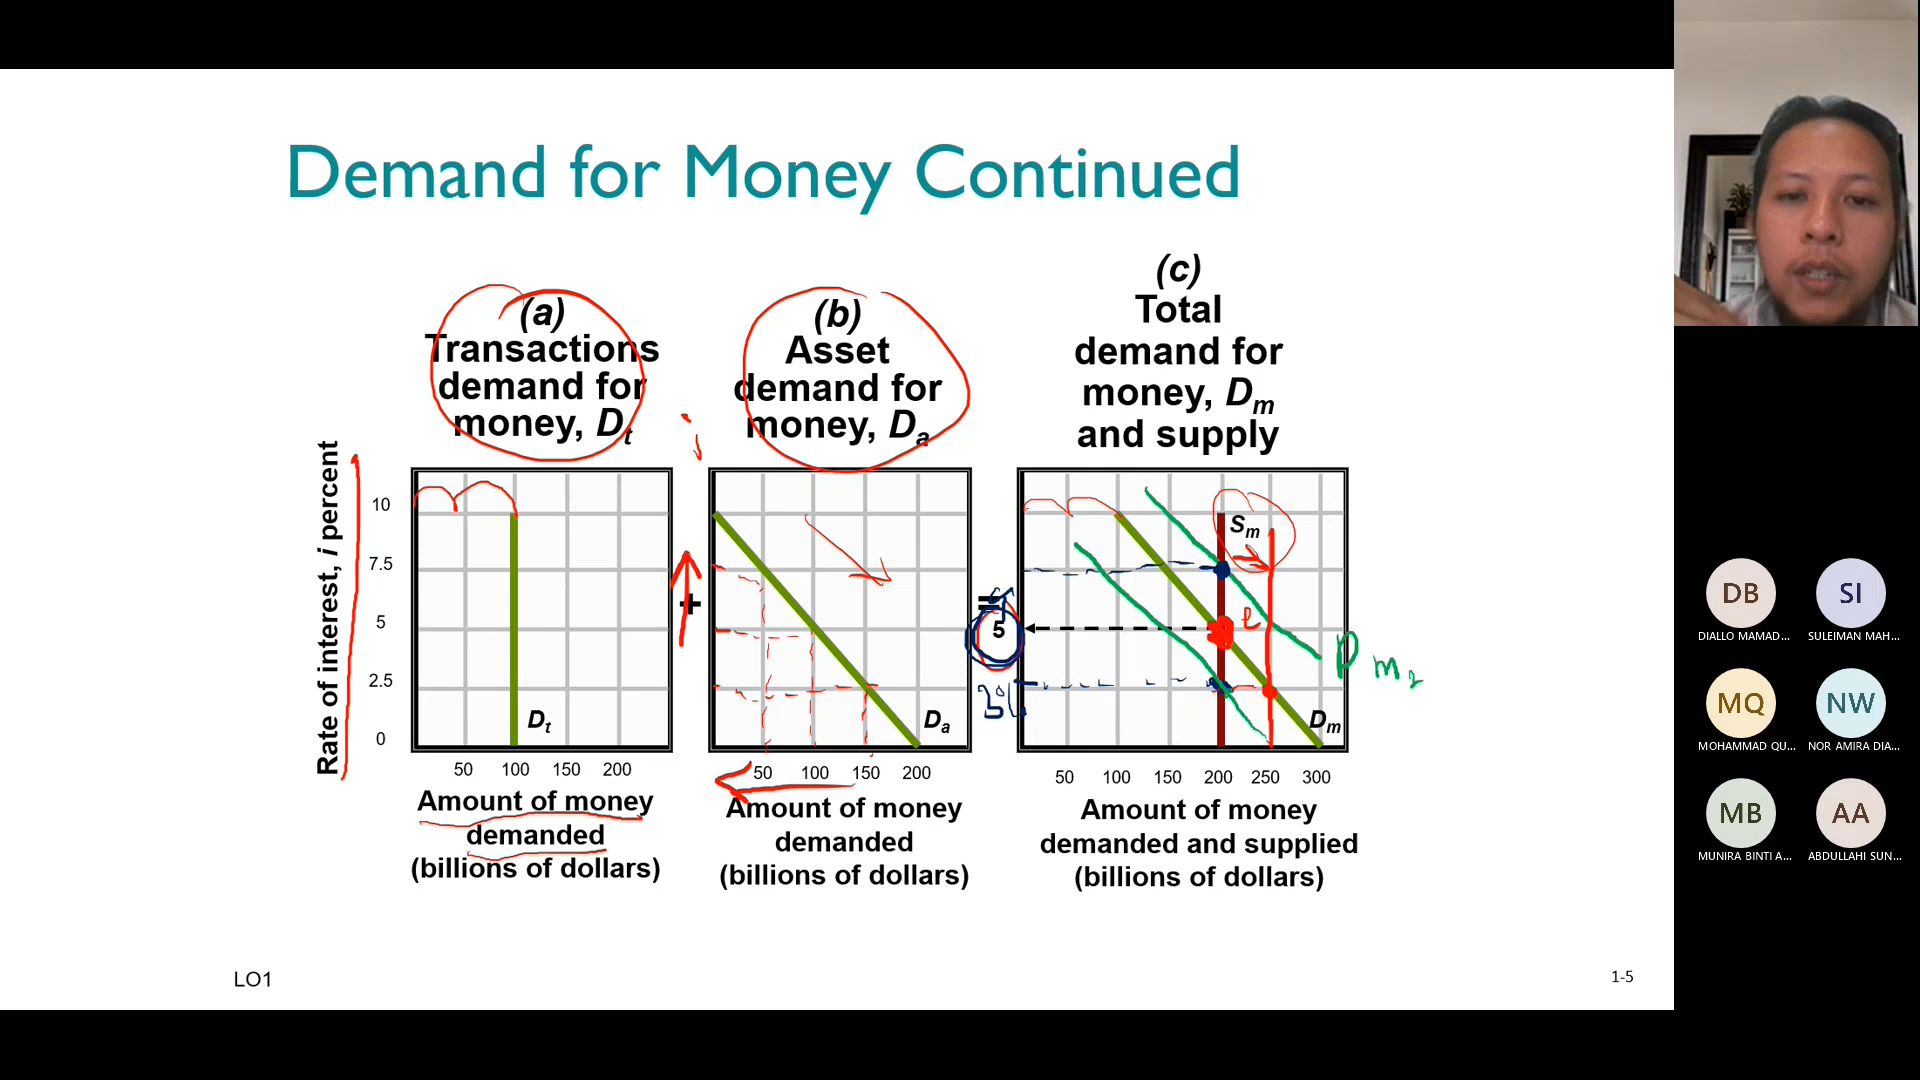 Demand for Money Continued
(a)
Transactions
demand for
money, Dt
(b)
Asset
demand for
money, Da
(c)
Total
demand for
money, Dm
and supply
i
Rate of interest, i percent
10
7.5
5
2.5
0
Dt
50 100 150 200
Amount of money
demanded
(billions of dollars)
+
Da
50 100 150 200
Amount of money
demanded
(billions of dollars)
=
5
Sm
e
Dm
50 100 150 200 250 300
Amount of money
demanded and supplied
(billions of dollars)
LO1
1-5
DB
DIALLO MAMAD...
SI
SULEIMAN MAH...
MQ
MOHAMMAD QU...
NW
NOR AMIRA DIA...
MB
MUNIRA BINTI A...
AA
ABDULLAHI SUN...